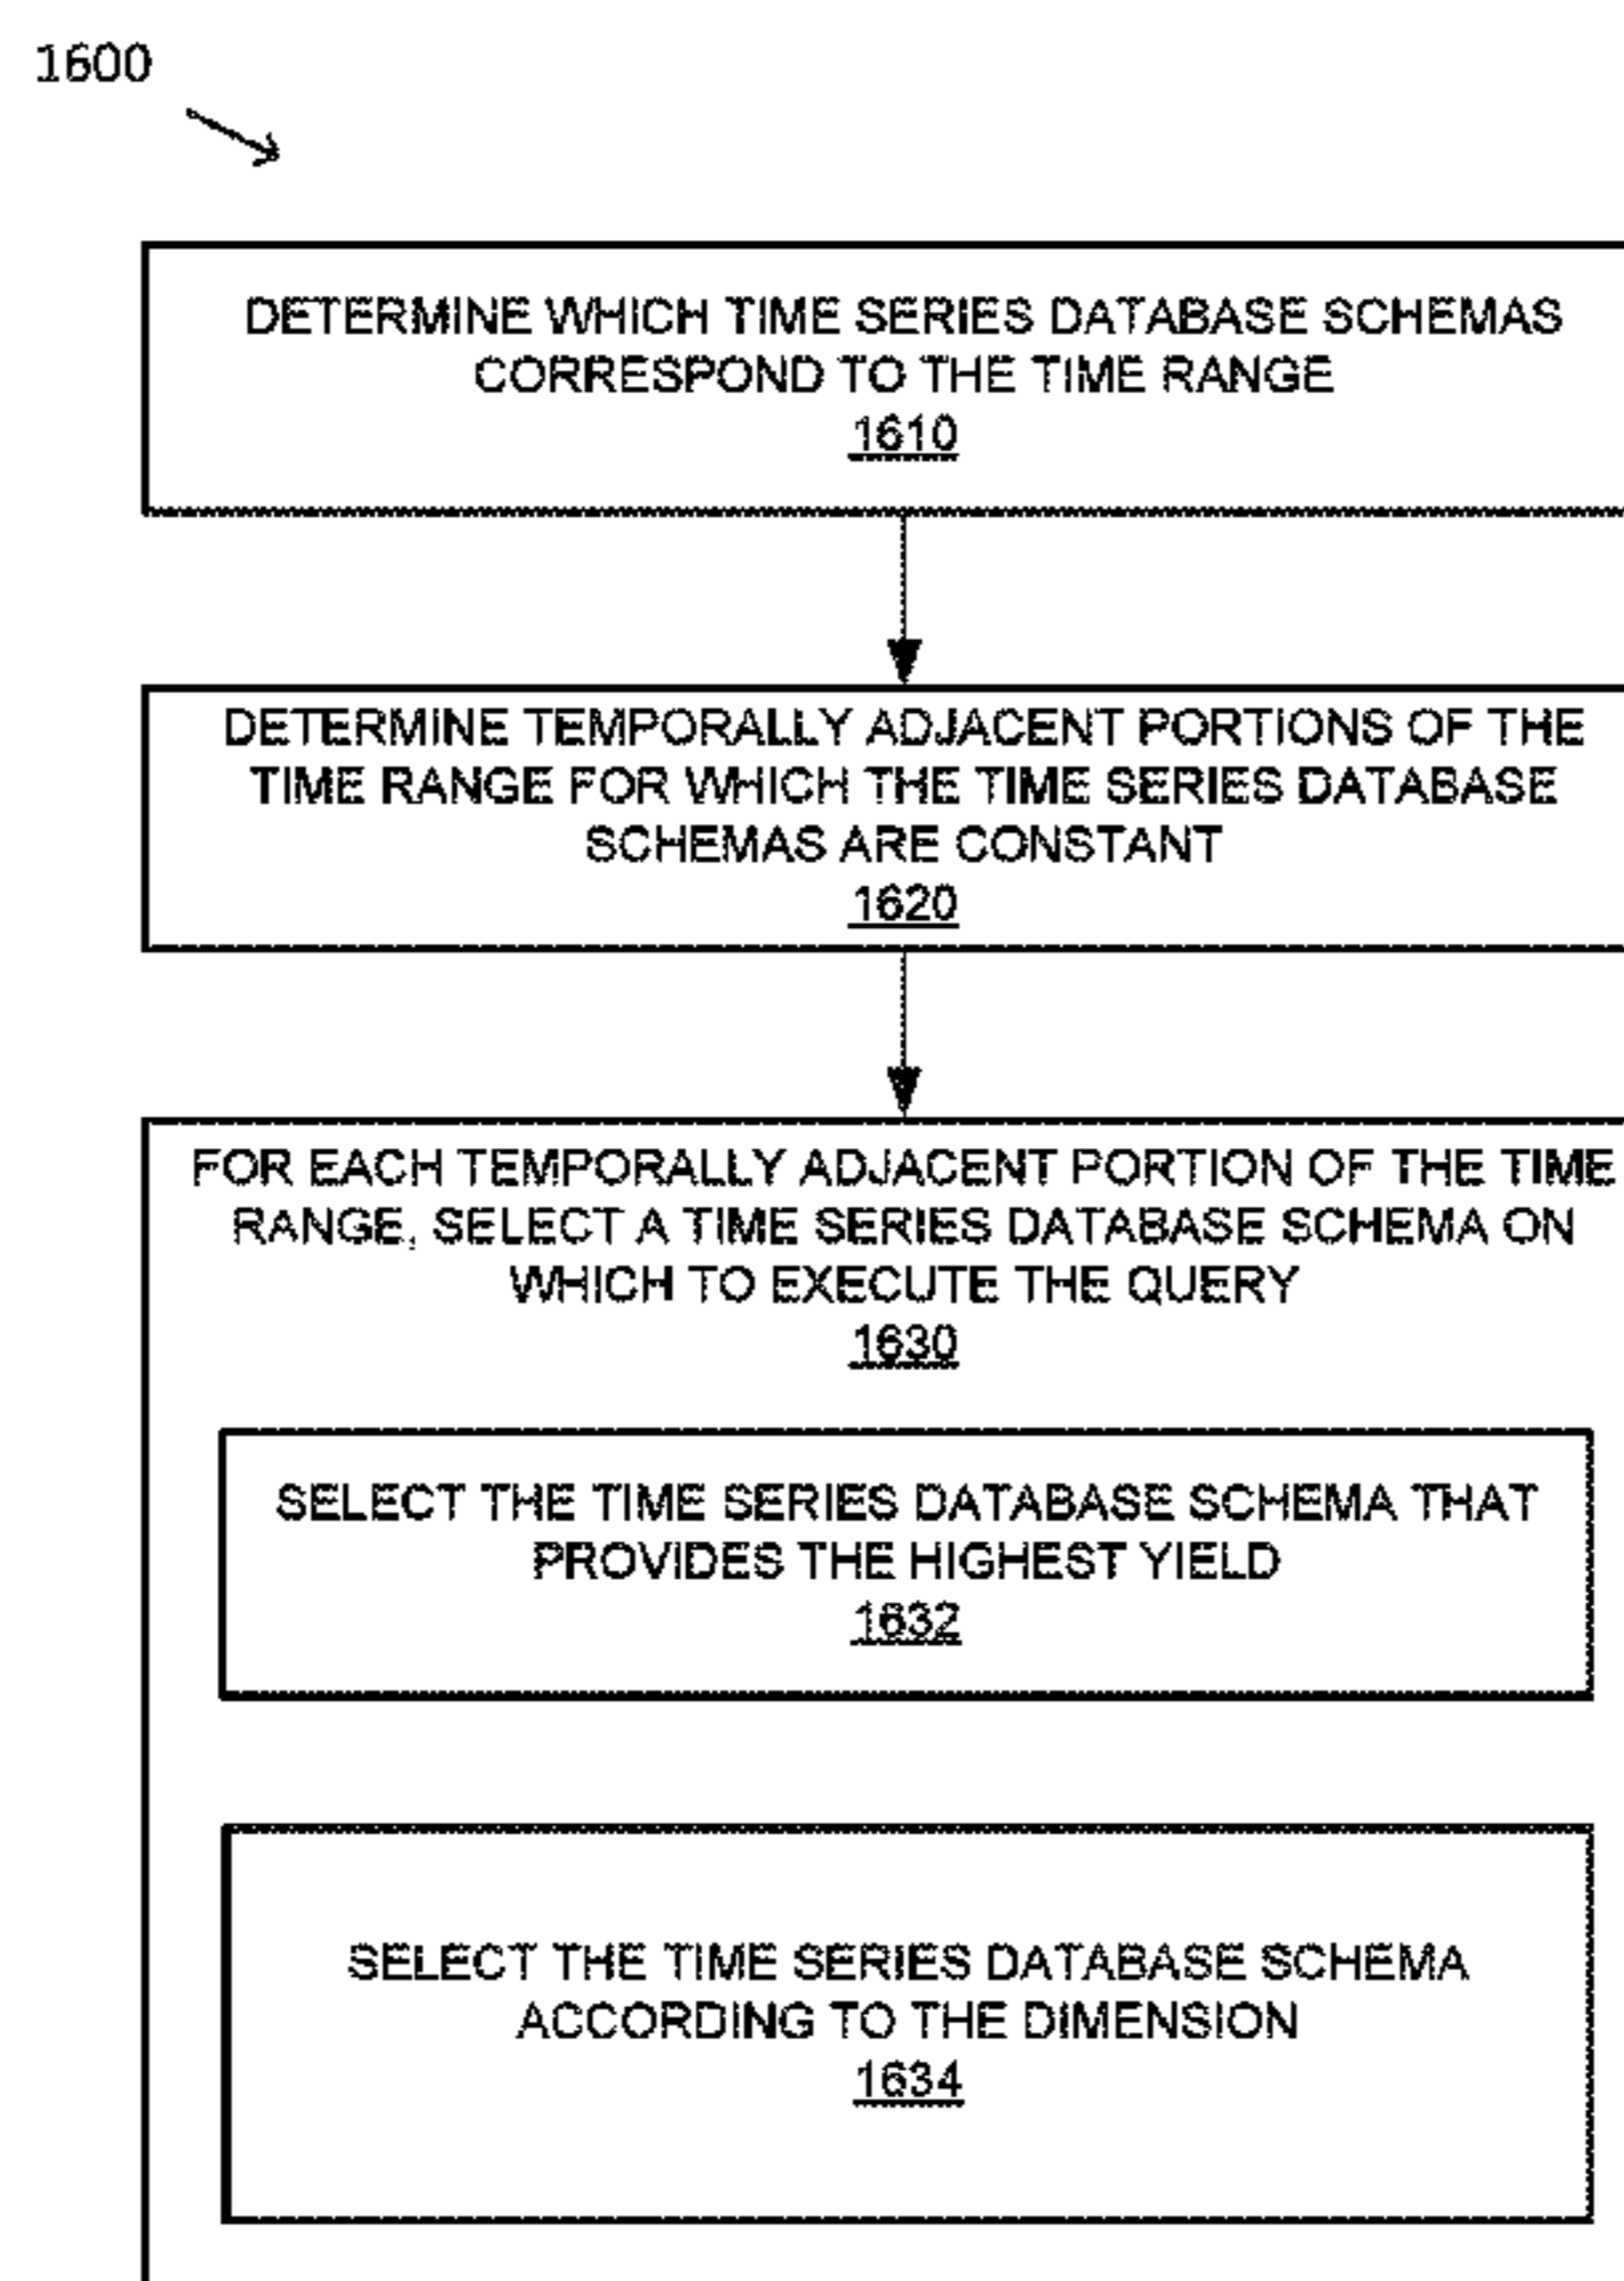 1600
DETERMINE WHICH TIME SERIES DATABASE SCHEMAS
CORRESPOND TO THE TIME RANGE
1610
DETERMINE TEMPORALLY ADJACENT PORTIONS OF THE
TIME RANGE FOR WHICH THE TIME SERIES DATABASE
SCHEMAS ARE CONSTANT
1620
FOR EACH TEMPORALLY ADJACENT PORTION OF THE TIME
RANGE, SELECT A TIME SERIES DATABASE SCHEMA ON
WHICH TO EXECUTE THE QUERY
1630
SELECT THE TIME SERIES DATABASE SCHEMA THAT
PROVIDES THE HIGHEST YIELD
1632
SELECT THE TIME SERIES DATABASE SCHEMA
ACCORDING TO THE DIMENSION
1634